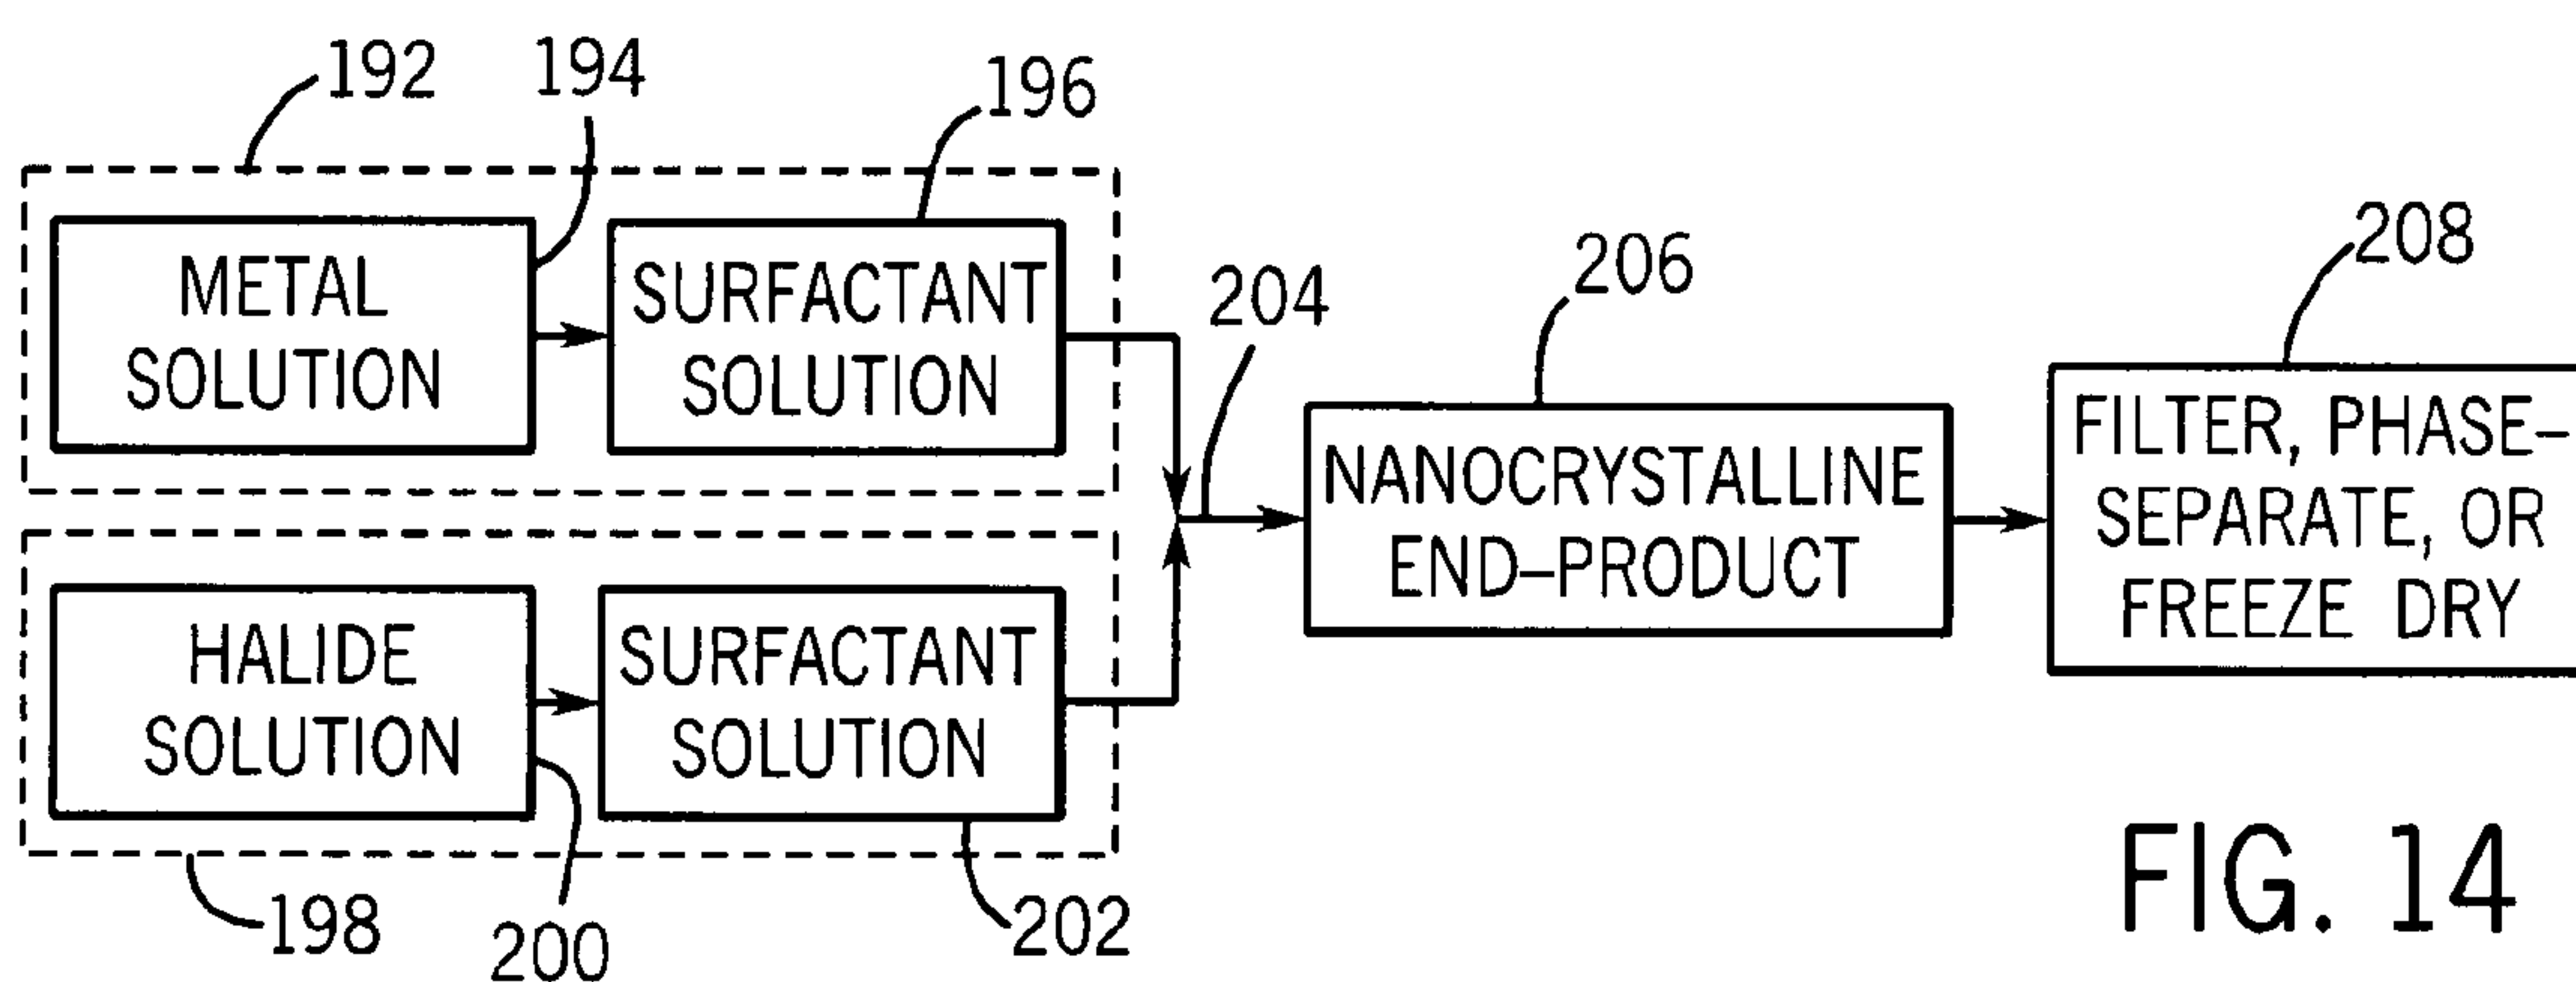 192
194
196
METAL
SOLUTION
SURFACTANT
SOLUTION
204
206
208
NANOCRYSTALLINE
END–PRODUCT
FILTER, PHASE–
SEPARATE, OR
FREEZE DRY
HALIDE
SOLUTION
SURFACTANT
SOLUTION
198
200
202
FIG. 14